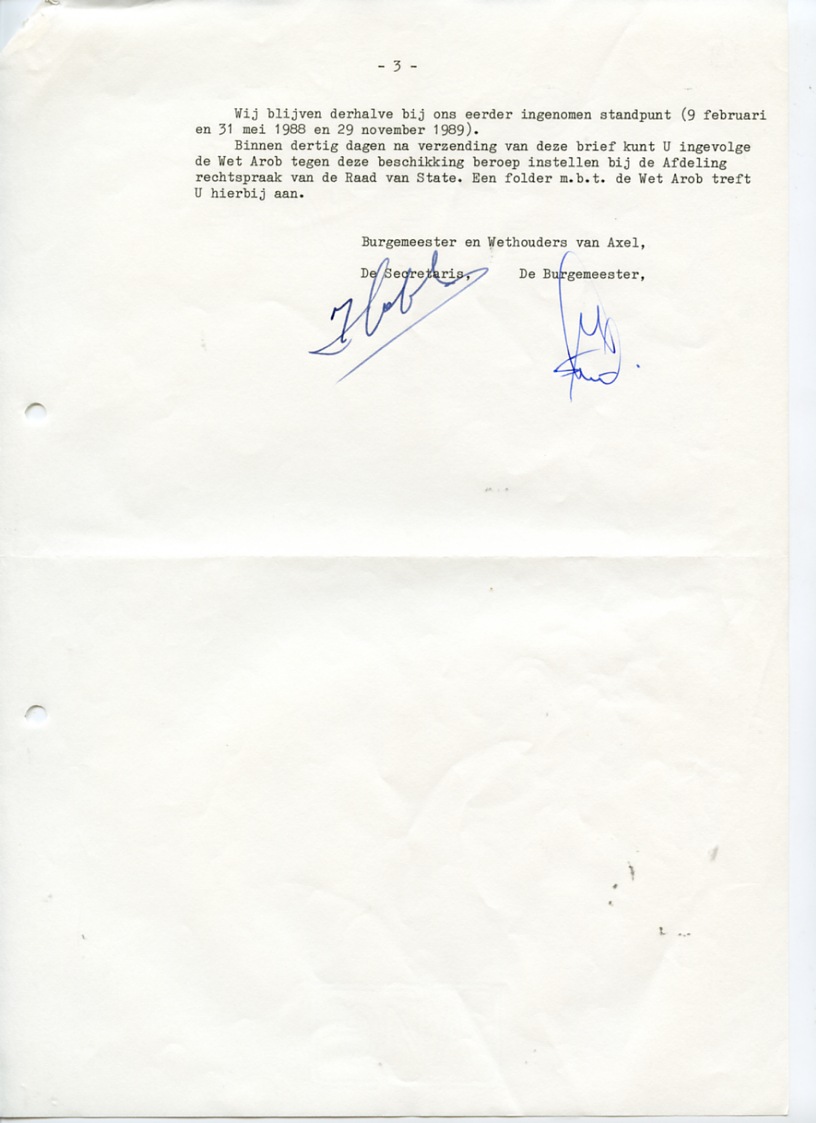 - 3 -
Wij blijven derhalve bij ons eerder ingenomen standpunt (9 februari
en 31 mei 1988 en 29 november 1989).
Binnen dertig dagen na verzending van deze brief kunt U ingevolge
de Wet Arob tegen deze beschikking beroep instellen bij de Afdeling
rechtspraak van de Raad van State. Een folder m.b.t. de Wet Arob treft
U hierbij aan.
Burgemeester en Wethouders van Axel,
De Secretaris, De Burgemeester,